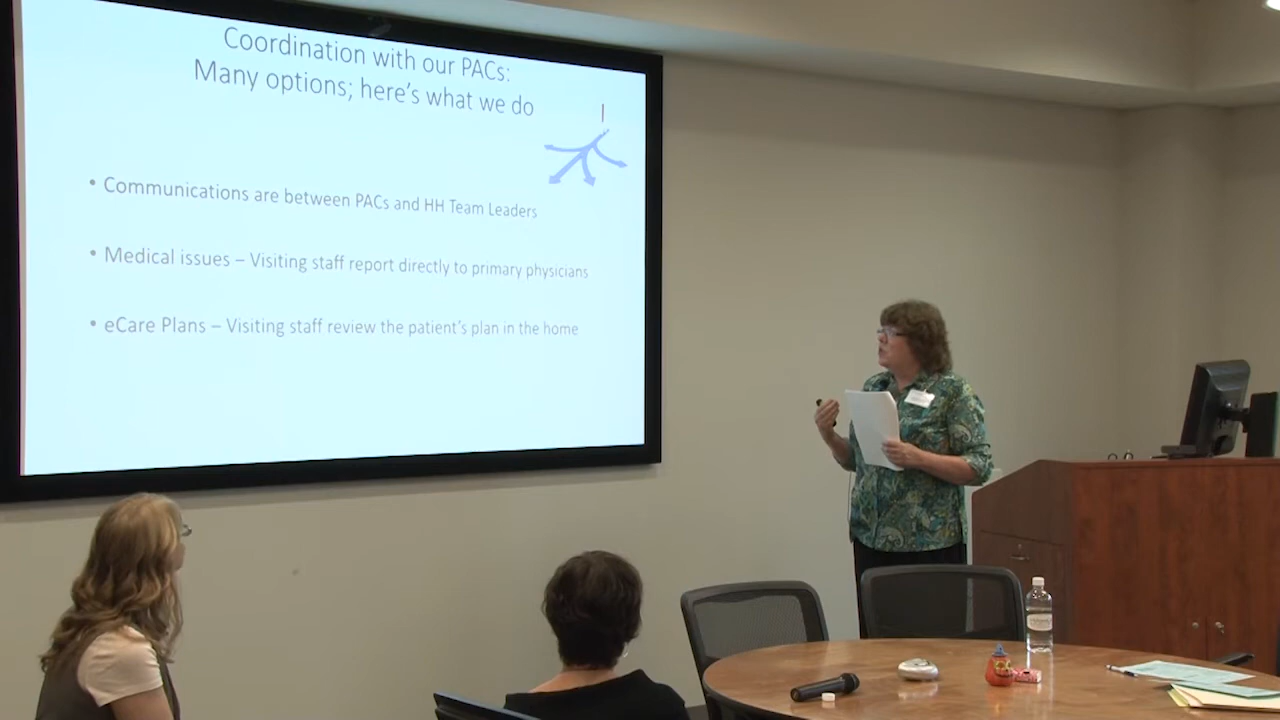 Coordination with our PACs:
Many options; here's what we do
• Communications are between PACs and HH Team Leaders
• Medical issues – Visiting staff report directly to primary physicians
• eCare Plans – Visiting staff review the patient's plan in the home